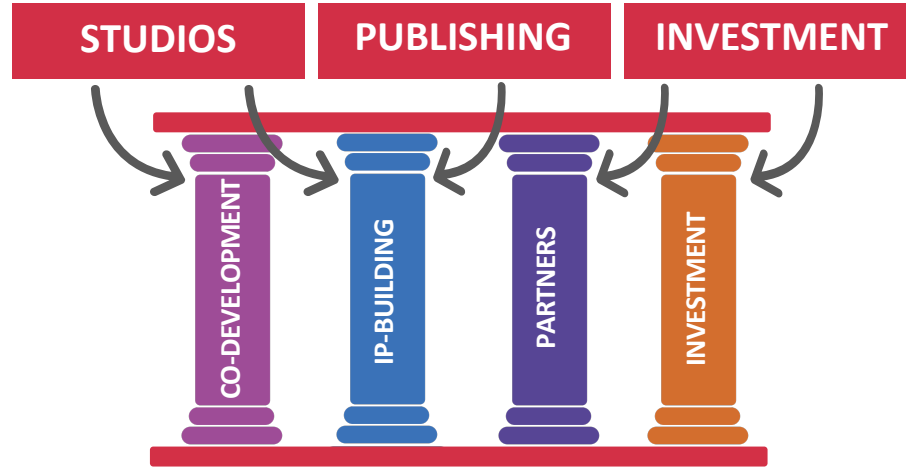 STUDIOS
PUBLISHING
INVESTMENT
CO-DEVELOPMENT
IP-BUILDING
PARTNERS
INVESTMENT